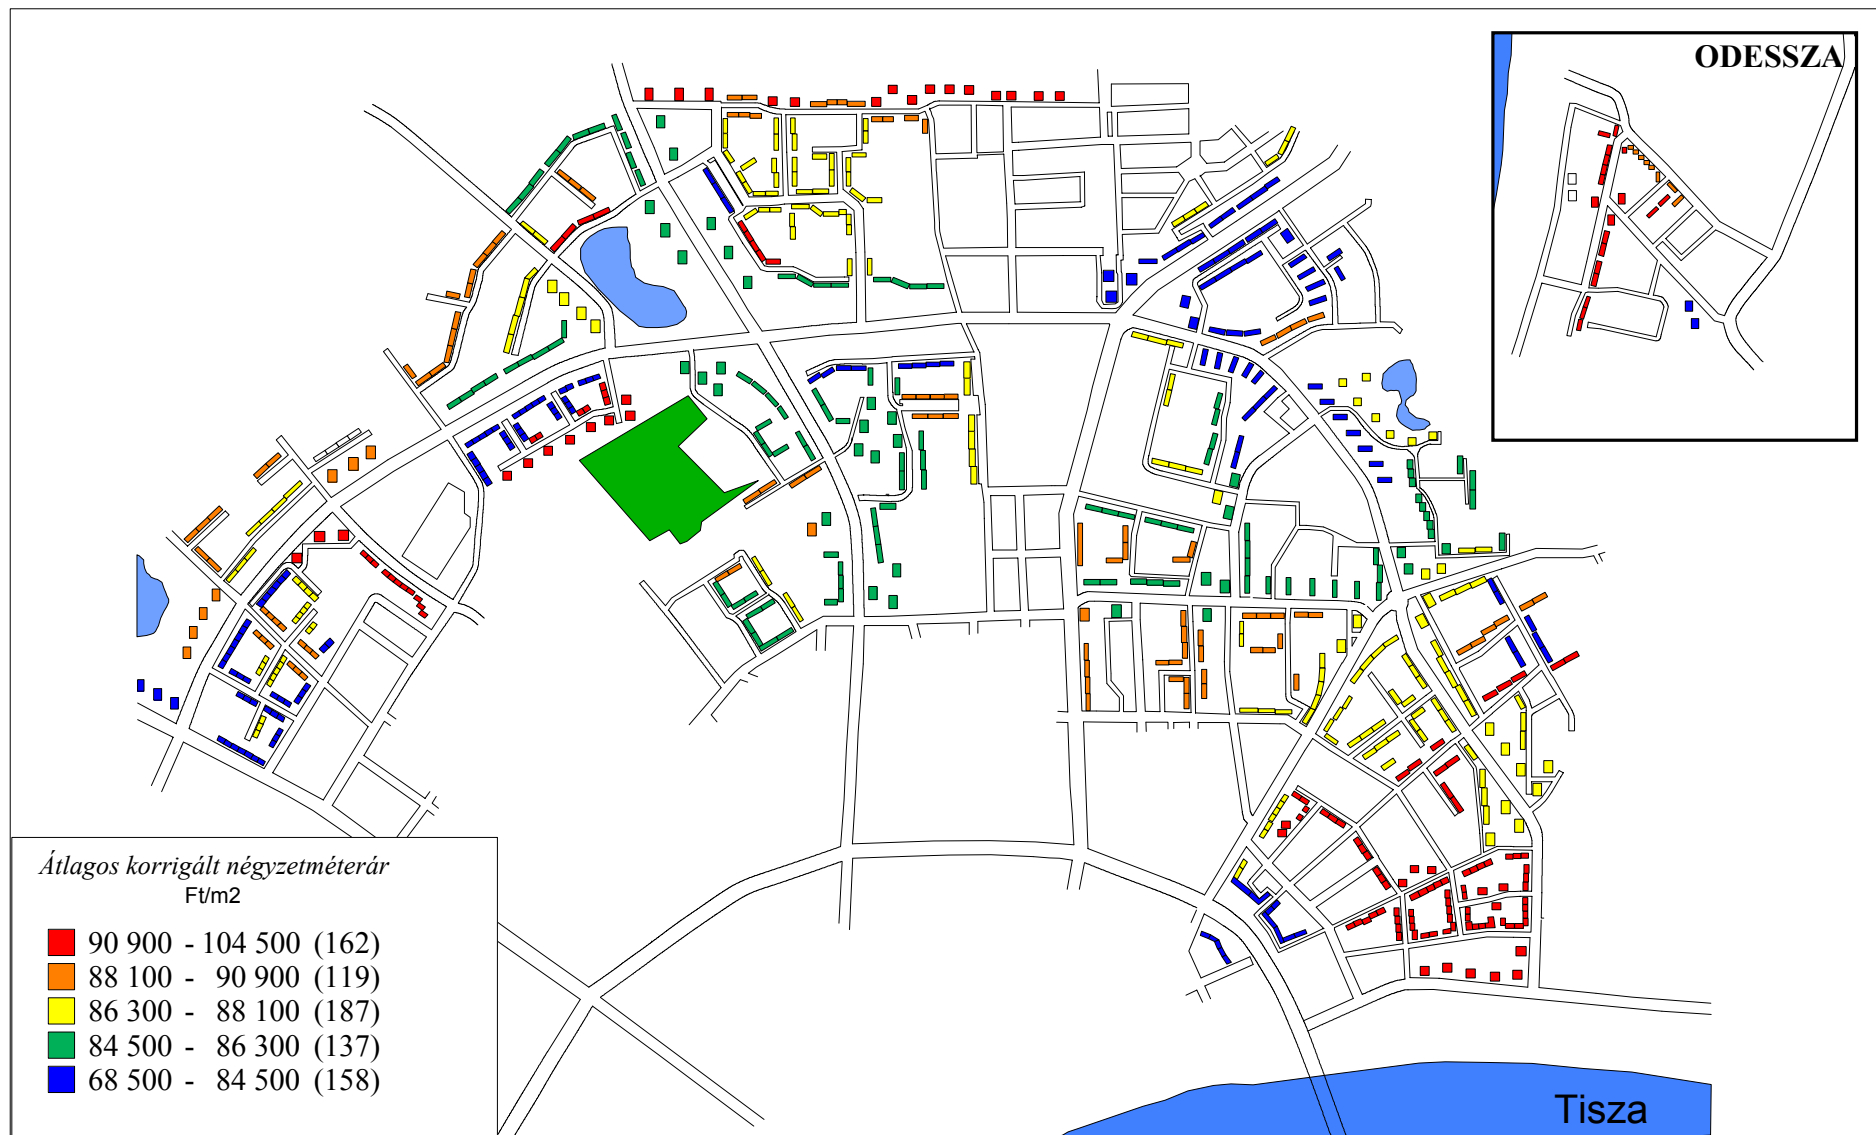 ODESSZA
Átlagos korrigált négyzetméterár
Ft/m2
90 900 - 104 500 (162)
88 100 - 90 900 (119)
86 300 - 88 100 (187)
84 500 - 86 300 (137)
68 500 - 84 500 (158)
Tisza